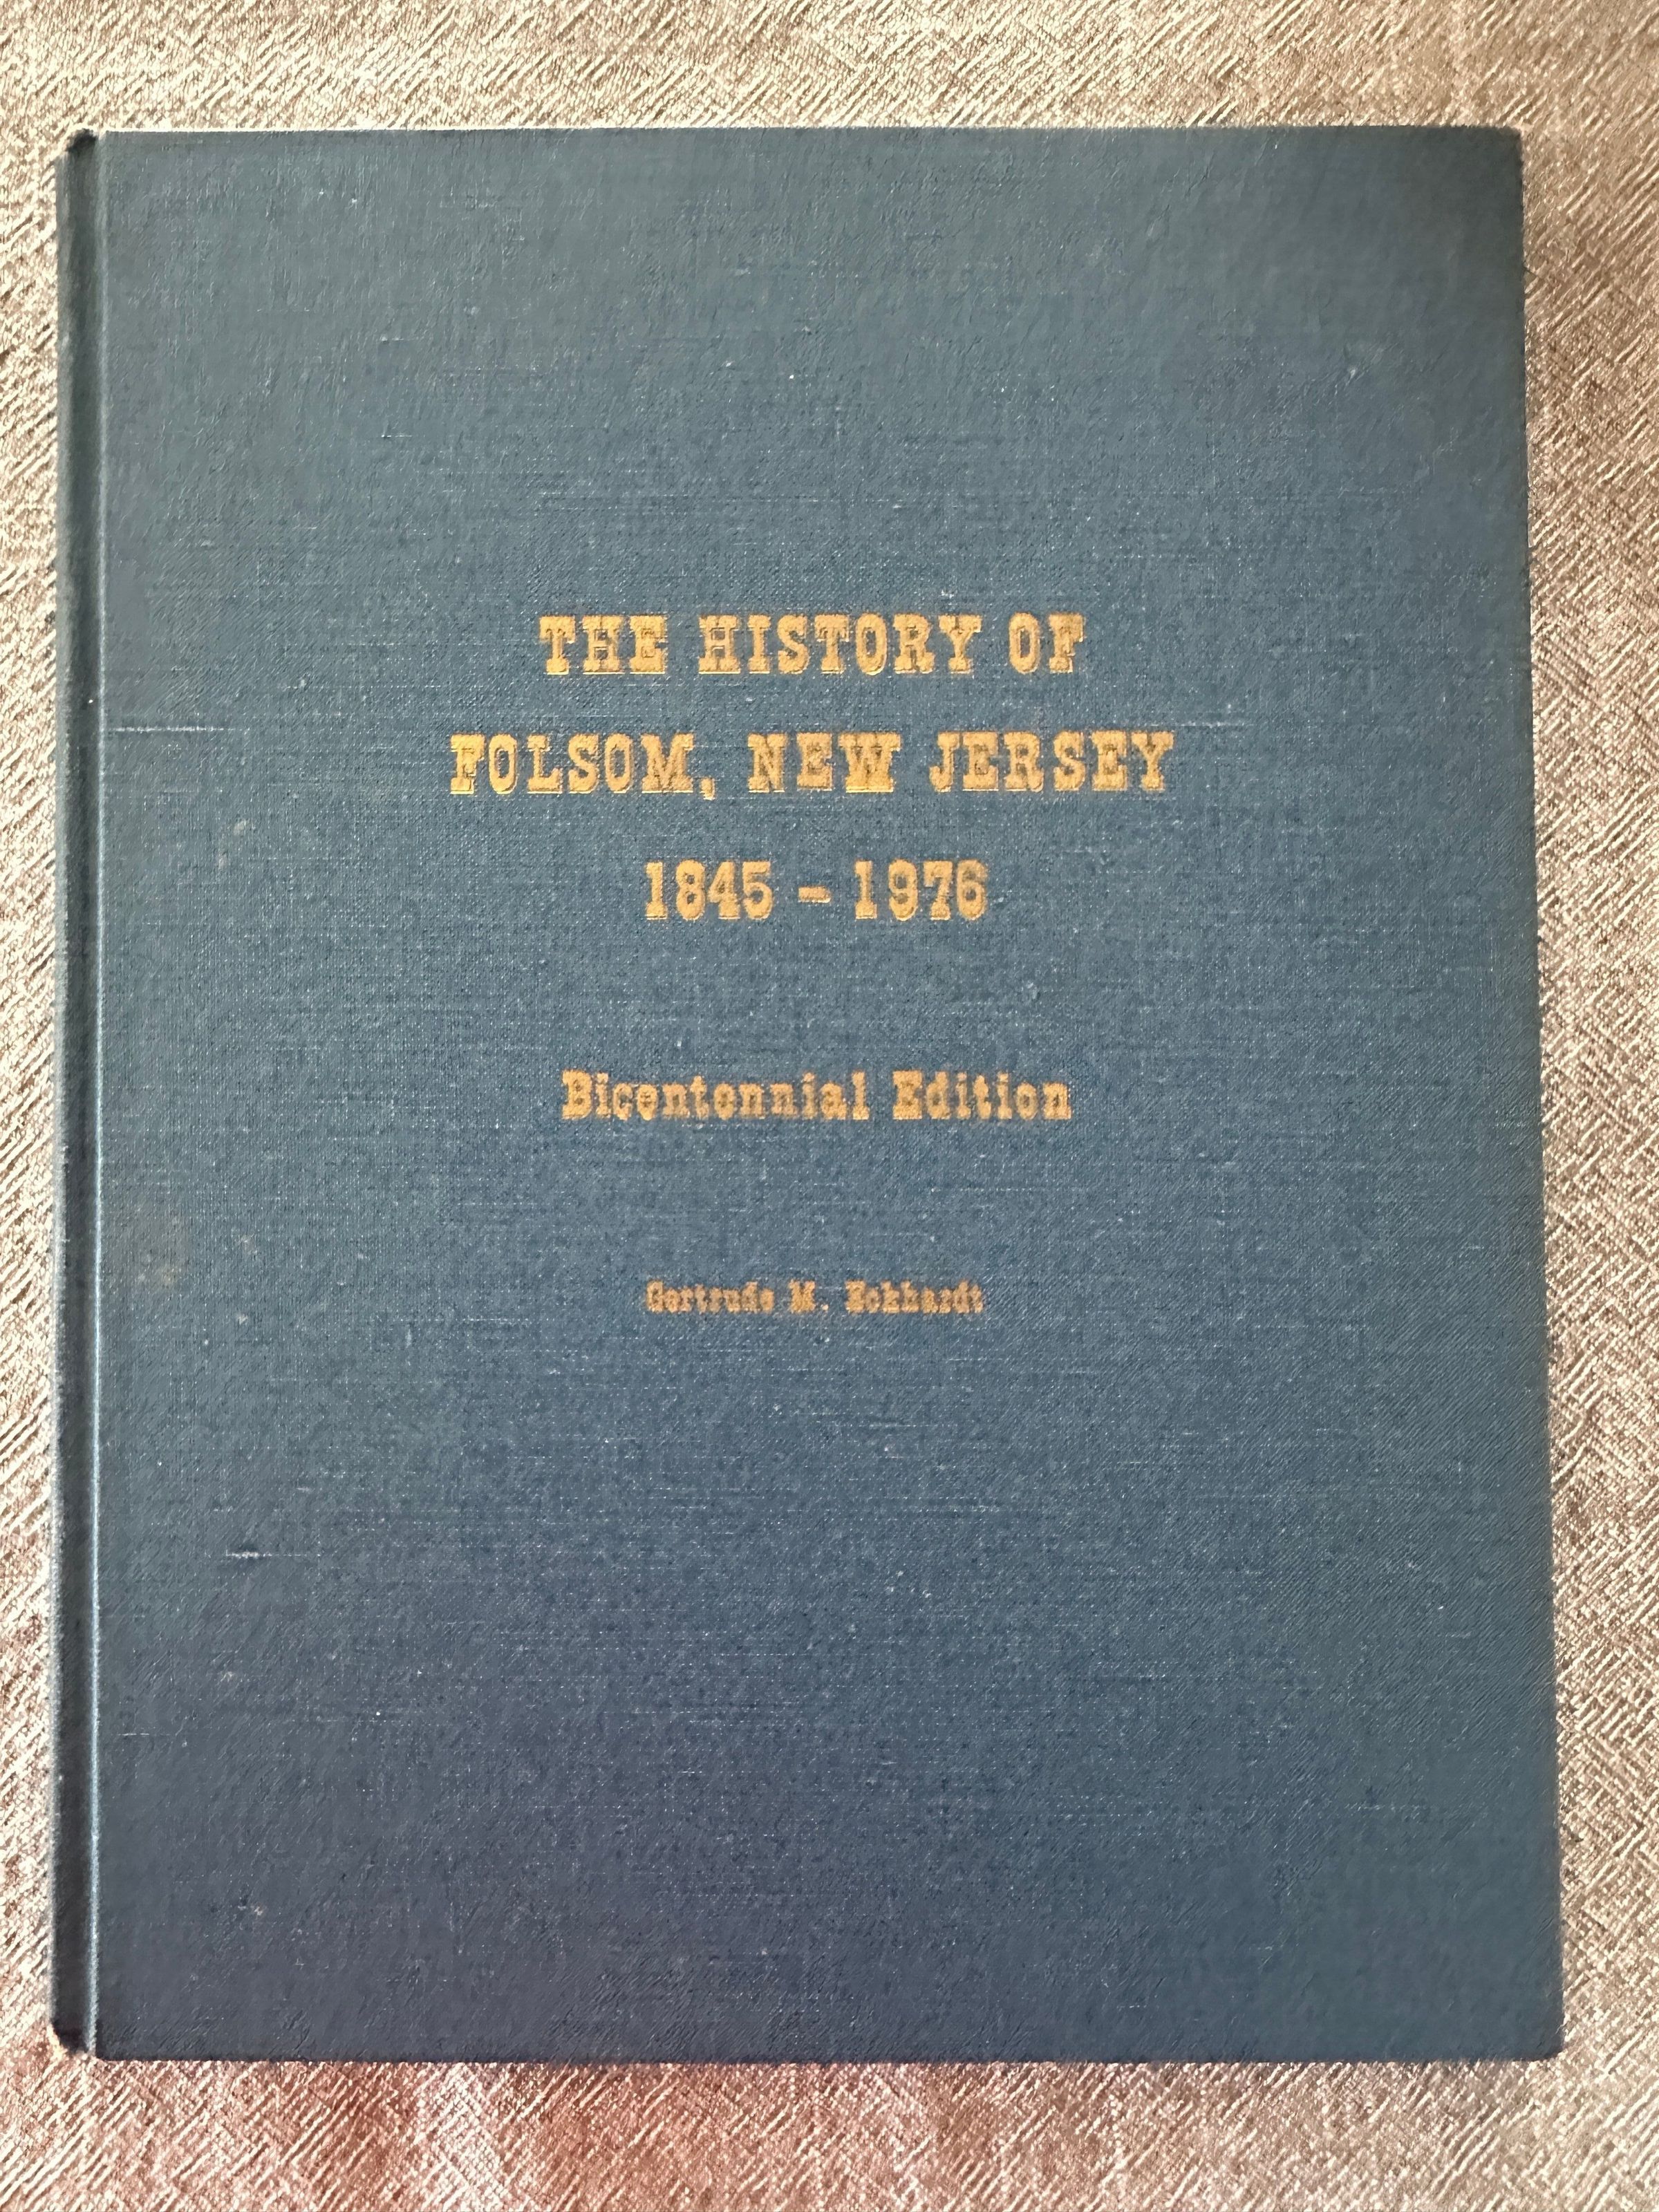 THE HISTORY OF
FOLSOM, NEW JERSEY
1845 - 1976
Bicentennial Edition
Gertrude M. Eckhardt